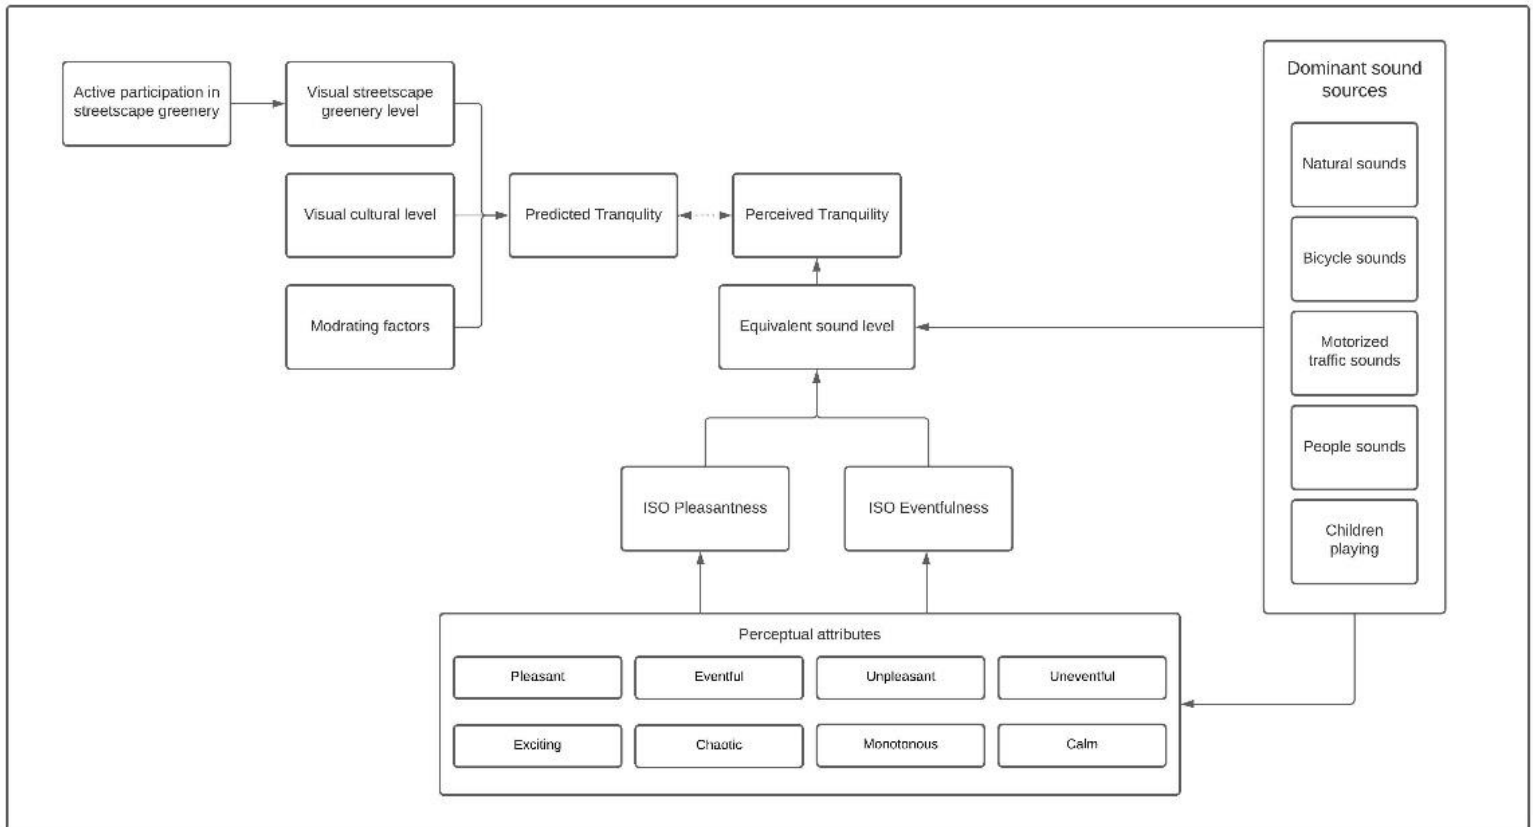 Active participation in
streetscape greenery
Visual streetscape
greenery level
Visual cultural level
Modrating factors
Predicted Tranqulity
Perceived Tranquility
Equivalent sound level
ISO Pleasantness
ISO Eventfulness
Perceptual attributes
Pleasant
Eventful
Unpleasant
Uneventful
Exciting
Chaotic
Monotonous
Calm
Dominant sound
sources
Natural sounds
Bicycle sounds
Motorized
traffic sounds
People sounds
Children
playing